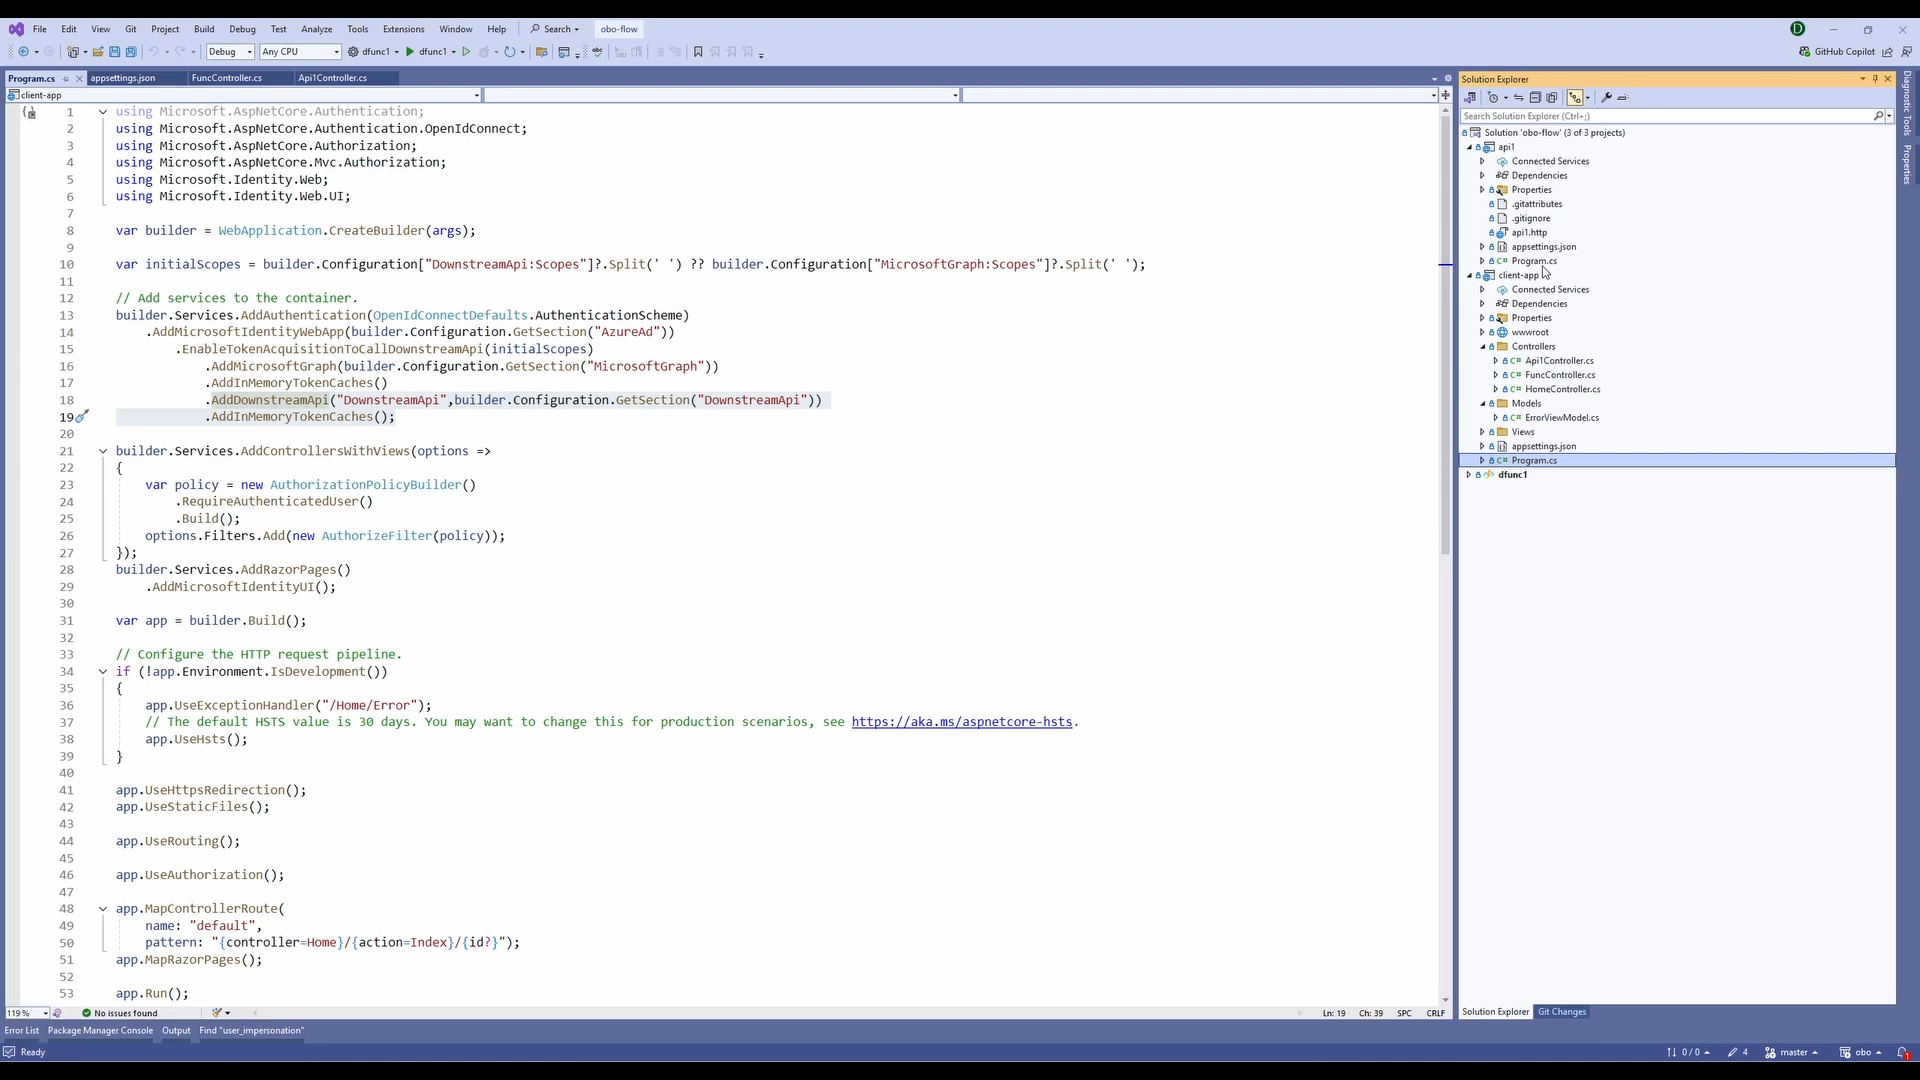 File Edit View Git Project Build Debug Test Analyze Tools Extensions Window Help Search obo-flow D
Debug Any CPU dfunc1 dfunc1 GitHub Copilot
Program.cs appsettings.json FuncController.cs Api1Controller.cs
client-app
1 using Microsoft.AspNetCore.Authentication;
2 using Microsoft.AspNetCore.Authentication.OpenIdConnect;
3 using Microsoft.AspNetCore.Authorization;
4 using Microsoft.AspNetCore.Mvc.Authorization;
5 using Microsoft.Identity.Web;
6 using Microsoft.Identity.Web.UI;
7
8 var builder = WebApplication.CreateBuilder(args);
9
10 var initialScopes = builder.Configuration["DownstreamApi:Scopes"]?.Split(' ') ?? builder.Configuration["MicrosoftGraph:Scopes"]?.Split(' ');
11
12 // Add services to the container.
13 builder.Services.AddAuthentication(OpenIdConnectDefaults.AuthenticationScheme)
14 .AddMicrosoftIdentityWebApp(builder.Configuration.GetSection("AzureAd"))
15 .EnableTokenAcquisitionToCallDownstreamApi(initialScopes)
16 .AddMicrosoftGraph(builder.Configuration.GetSection("MicrosoftGraph"))
17 .AddInMemoryTokenCaches()
18 .AddDownstreamApi("DownstreamApi",builder.Configuration.GetSection("DownstreamApi"))
19 .AddInMemoryTokenCaches();
20
21 builder.Services.AddControllersWithViews(options =>
22 {
23 var policy = new AuthorizationPolicyBuilder()
24 .RequireAuthenticatedUser()
25 .Build();
26 options.Filters.Add(new AuthorizeFilter(policy));
27 });
28 builder.Services.AddRazorPages()
29 .AddMicrosoftIdentityUI();
30
31 var app = builder.Build();
32
33 // Configure the HTTP request pipeline.
34 if (!app.Environment.IsDevelopment())
35 {
36 app.UseExceptionHandler("/Home/Error");
37 // The default HSTS value is 30 days. You may want to change this for production scenarios, see https://aka.ms/aspnetcore-hsts.
38 app.UseHsts();
39 }
40
41 app.UseHttpsRedirection();
42 app.UseStaticFiles();
43
44 app.UseRouting();
45
46 app.UseAuthorization();
47
48 app.MapControllerRoute(
49 name: "default",
50 pattern: "{controller=Home}/{action=Index}/{id?}");
51 app.MapRazorPages();
52
53 app.Run();
119 % No issues found Ln: 19 Ch: 39 SPC CRLF
Error List Package Manager Console Output Find "user_impersonation"
Ready 0 / 0 4 master obo 1
Solution Explorer
Search Solution Explorer (Ctrl+;)
Solution 'obo-flow' (3 of 3 projects)
api1
Connected Services
Dependencies
Properties
.gitattributes
.gitignore
api1.http
appsettings.json
C# Program.cs
client-app
Connected Services
Dependencies
Properties
wwwroot
Controllers
C# Api1Controller.cs
C# FuncController.cs
C# HomeController.cs
Models
C# ErrorViewModel.cs
Views
appsettings.json
C# Program.cs
dfunc1
Solution Explorer Git Changes
Diagnostic Tools
Properties